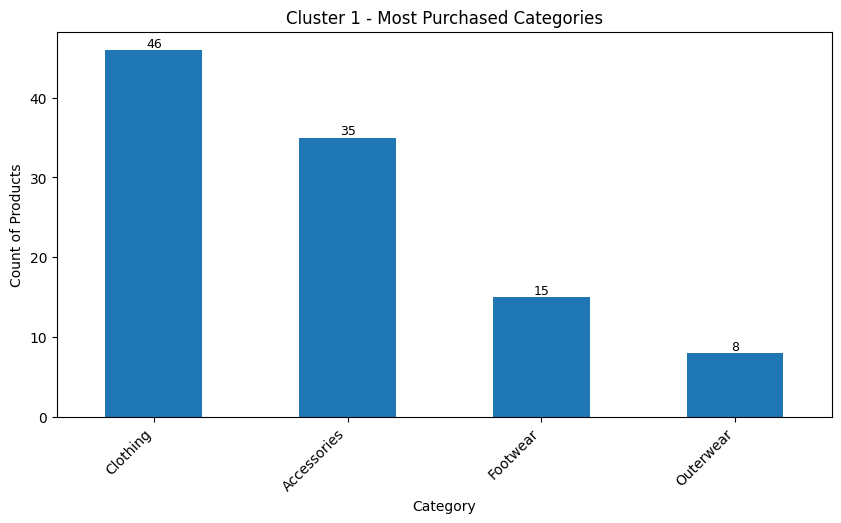 Cluster 1 - Most Purchased Categories
46
35
15
8
40
30
20
10
0
Count of Products
Clothing
Accessories
Footwear
Outerwear
Category